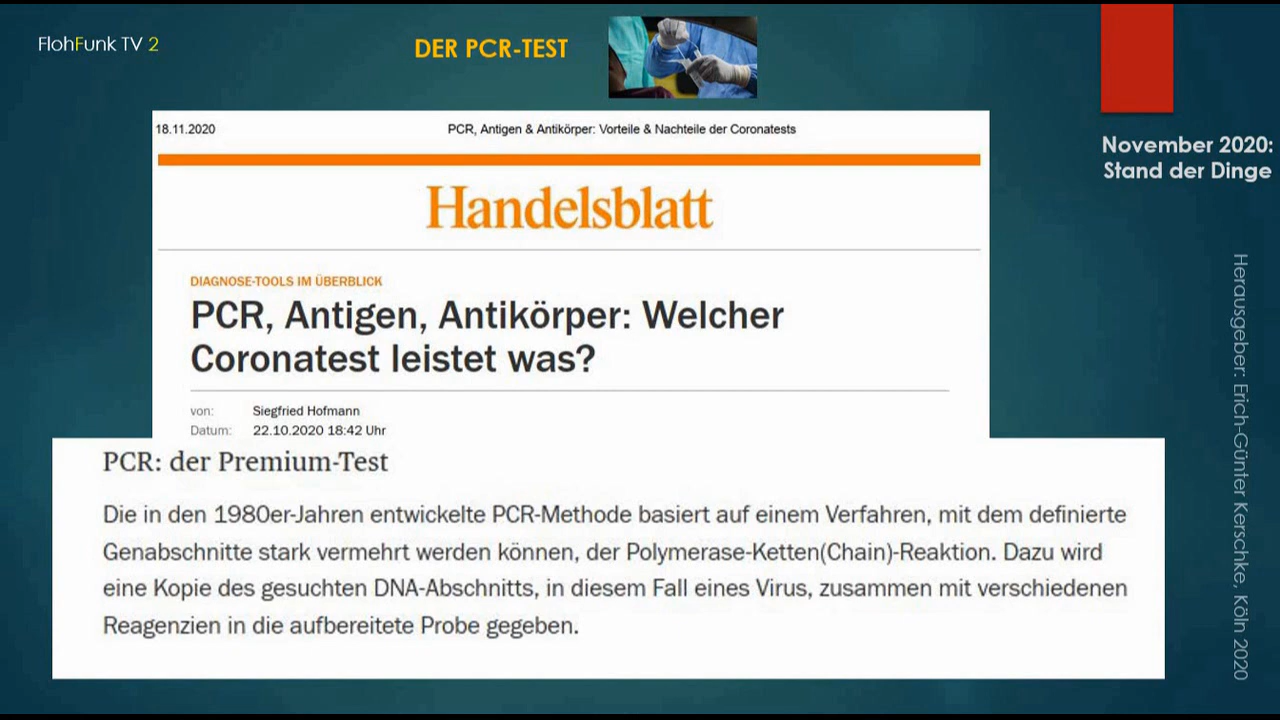 FlohFunk TV 2
DER PCR-TEST
November 2020:
Stand der Dinge
18.11.2020
PCR, Antigen & Antikörper: Vorteile & Nachteile der Coronatests
Handelsblatt
DIAGNOSE-TOOLS IM ÜBERBLICK
PCR, Antigen, Antikörper: Welcher
Coronatest leistet was?
von: Siegfried Hofmann
Datum: 22.10.2020 18:42 Uhr
PCR: der Premium-Test
Die in den 1980er-Jahren entwickelte PCR-Methode basiert auf einem Verfahren, mit dem definierte
Genabschnitte stark vermehrt werden können, der Polymerase-Ketten(Chain)-Reaktion. Dazu wird
eine Kopie des gesuchten DNA-Abschnitts, in diesem Fall eines Virus, zusammen mit verschiedenen
Reagenzien in die aufbereitete Probe gegeben.
Herausgeber: Erich-Günter Kerschke, Köln 2020